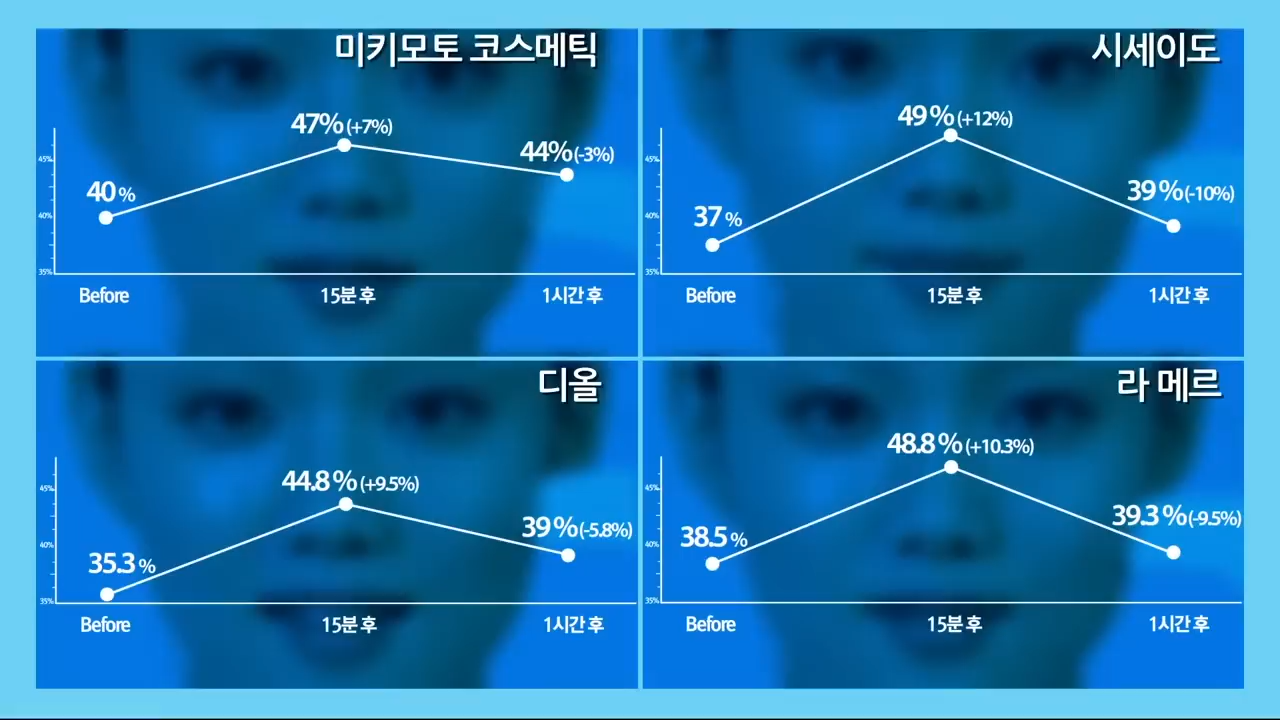 미키모토 코스메틱
47% (+7%)
44% (-3%)
40 %
45%
40%
35%
Before
15분 후
1시간 후
시세이도
49 % (+12%)
39 % (-10%)
37 %
45%
40%
35%
Before
15분 후
1시간 후
디올
44.8 % (+9.5%)
39 % (-5.8%)
35.3 %
45%
40%
35%
Before
15분 후
1시간 후
라 메르
48.8 % (+10.3%)
39.3 % (-9.5%)
38.5 %
45%
40%
35%
Before
15분 후
1시간 후